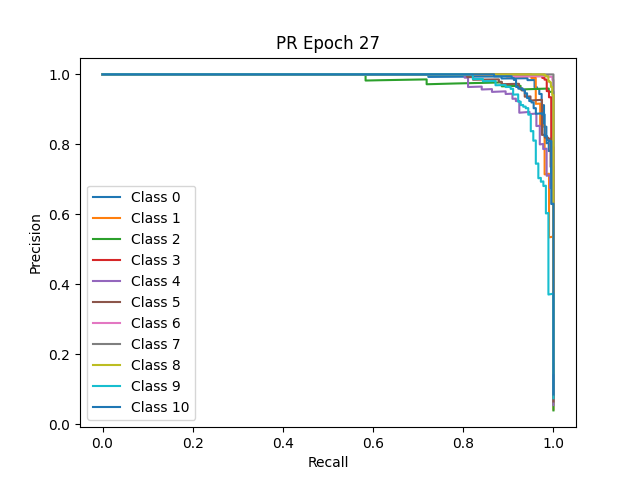 PR Epoch 27
1.0
0.8
0.6
0.4
0.2
0.0
Precision
Class 0
Class 1
Class 2
Class 3
Class 4
Class 5
Class 6
Class 7
Class 8
Class 9
Class 10
0.0 0.2 0.4 0.6 0.8 1.0
Recall